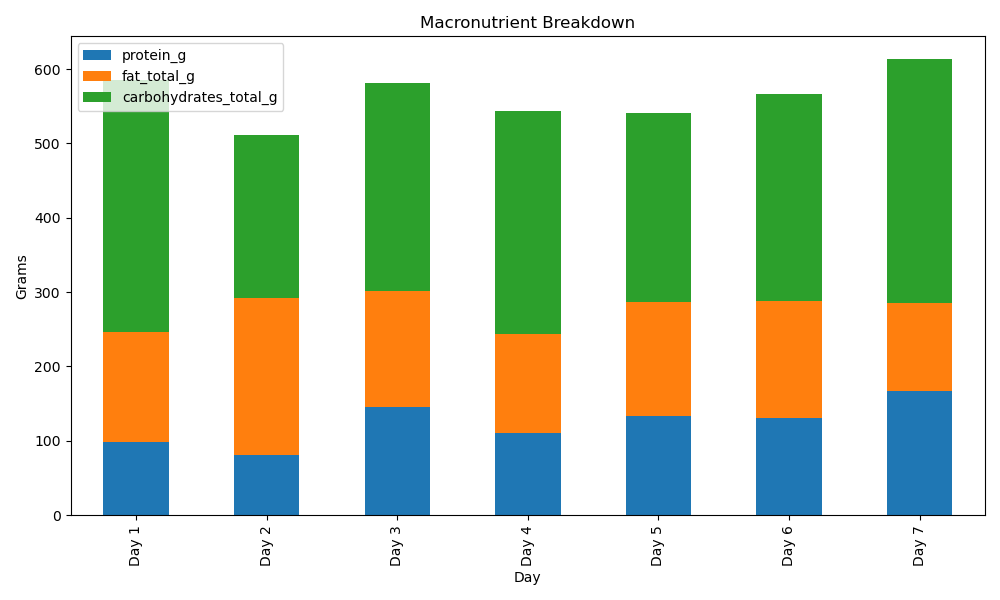 Macronutrient Breakdown
protein_g
fat_total_g
carbohydrates_total_g
600
500
400
300
200
100
0
Grams
Day 1
Day 2
Day 3
Day 4
Day 5
Day 6
Day 7
Day